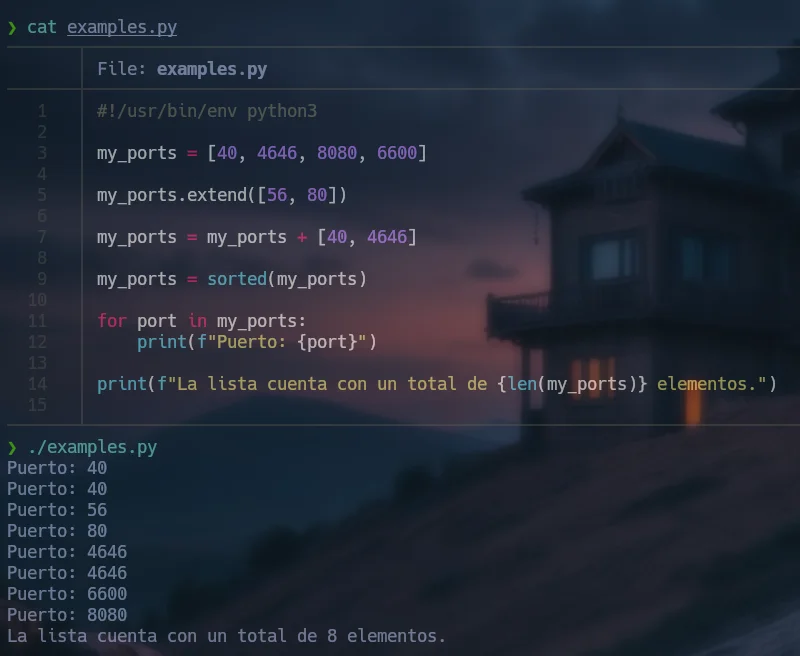 ❯ cat examples.py
File: examples.py
1 #!/usr/bin/env python3
2
3 my_ports = [40, 4646, 8080, 6600]
4
5 my_ports.extend([56, 80])
6
7 my_ports = my_ports + [40, 4646]
8
9 my_ports = sorted(my_ports)
10
11 for port in my_ports:
12     print(f"Puerto: {port}")
13
14 print(f"La lista cuenta con un total de {len(my_ports)} elementos.")
15
❯ ./examples.py
Puerto: 40
Puerto: 40
Puerto: 56
Puerto: 80
Puerto: 4646
Puerto: 4646
Puerto: 6600
Puerto: 8080
La lista cuenta con un total de 8 elementos.